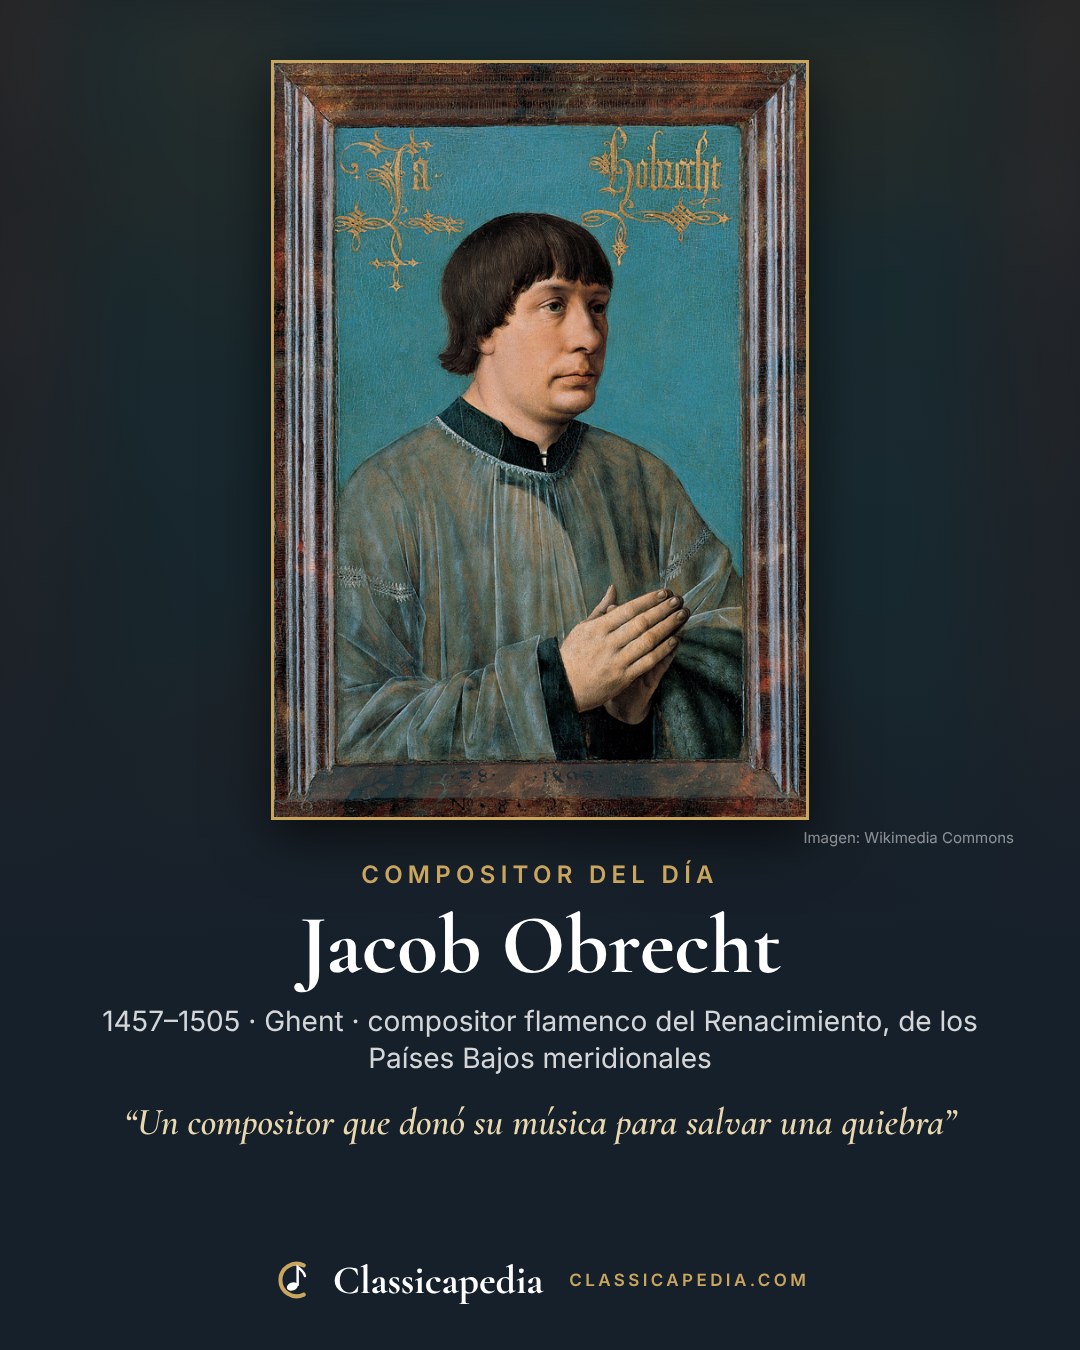 Ja Hobrecht
Imagen: Wikimedia Commons
COMPOSITOR DEL DÍA
Jacob Obrecht
1457–1505 · Ghent · compositor flamenco del Renacimiento, de los
Países Bajos meridionales
“Un compositor que donó su música para salvar una quiebra”
Classicapedia CLASSICAPEDIA.COM